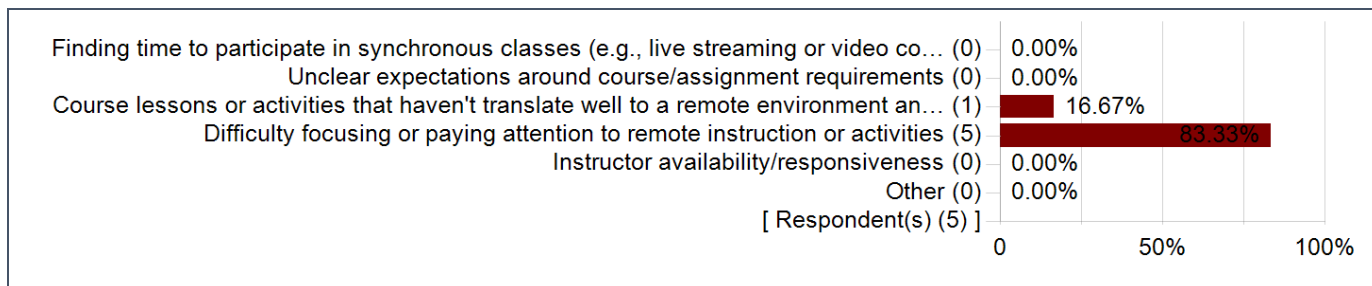 Finding time to participate in synchronous classes (e.g., live streaming or video co… (0) 0.00%
Unclear expectations around course/assignment requirements (0) 0.00%
Course lessons or activities that haven't translate well to a remote environment an… (1) 16.67%
Difficulty focusing or paying attention to remote instruction or activities (5) 83.33%
Instructor availability/responsiveness (0) 0.00%
Other (0) 0.00%
[ Respondent(s) (5) ]
0 50% 100%